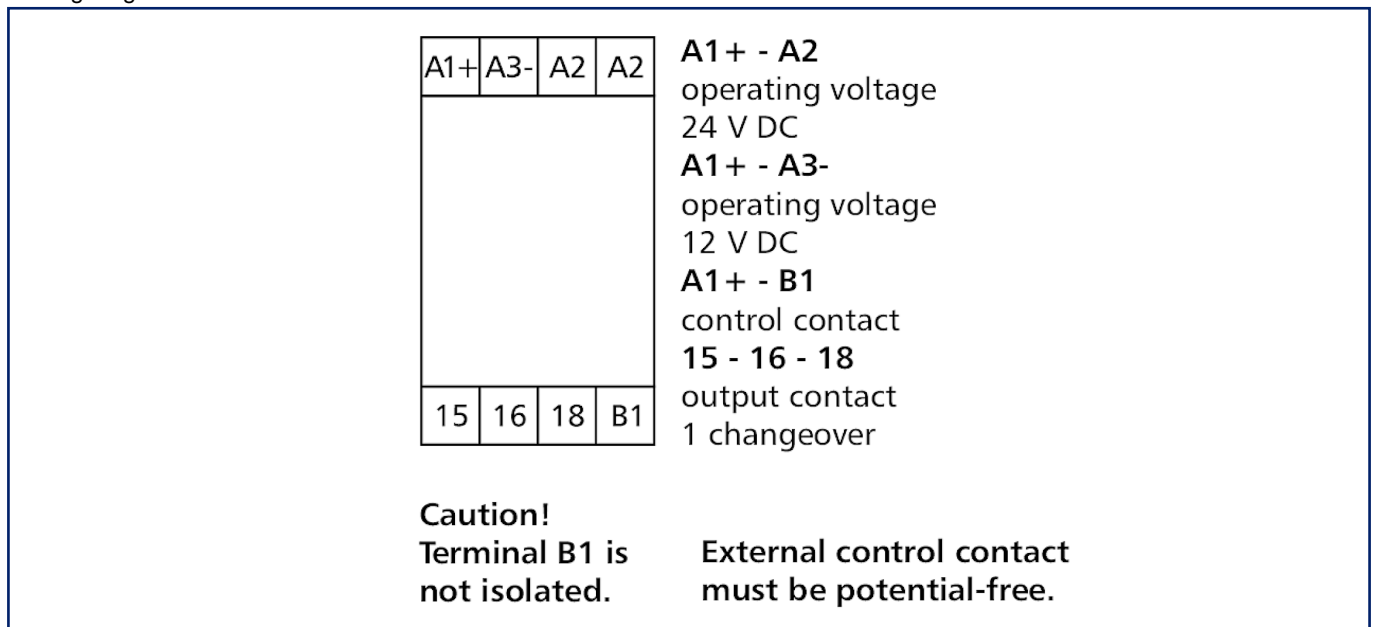 A1+ A3- A2 A2
A1+ - A2
operating voltage
24 V DC
A1+ - A3-
operating voltage
12 V DC
A1+ - B1
control contact
15 - 16 - 18
output contact
1 changeover
15 16 18 B1
Caution!
Terminal B1 is
not isolated.
External control contact
must be potential-free.